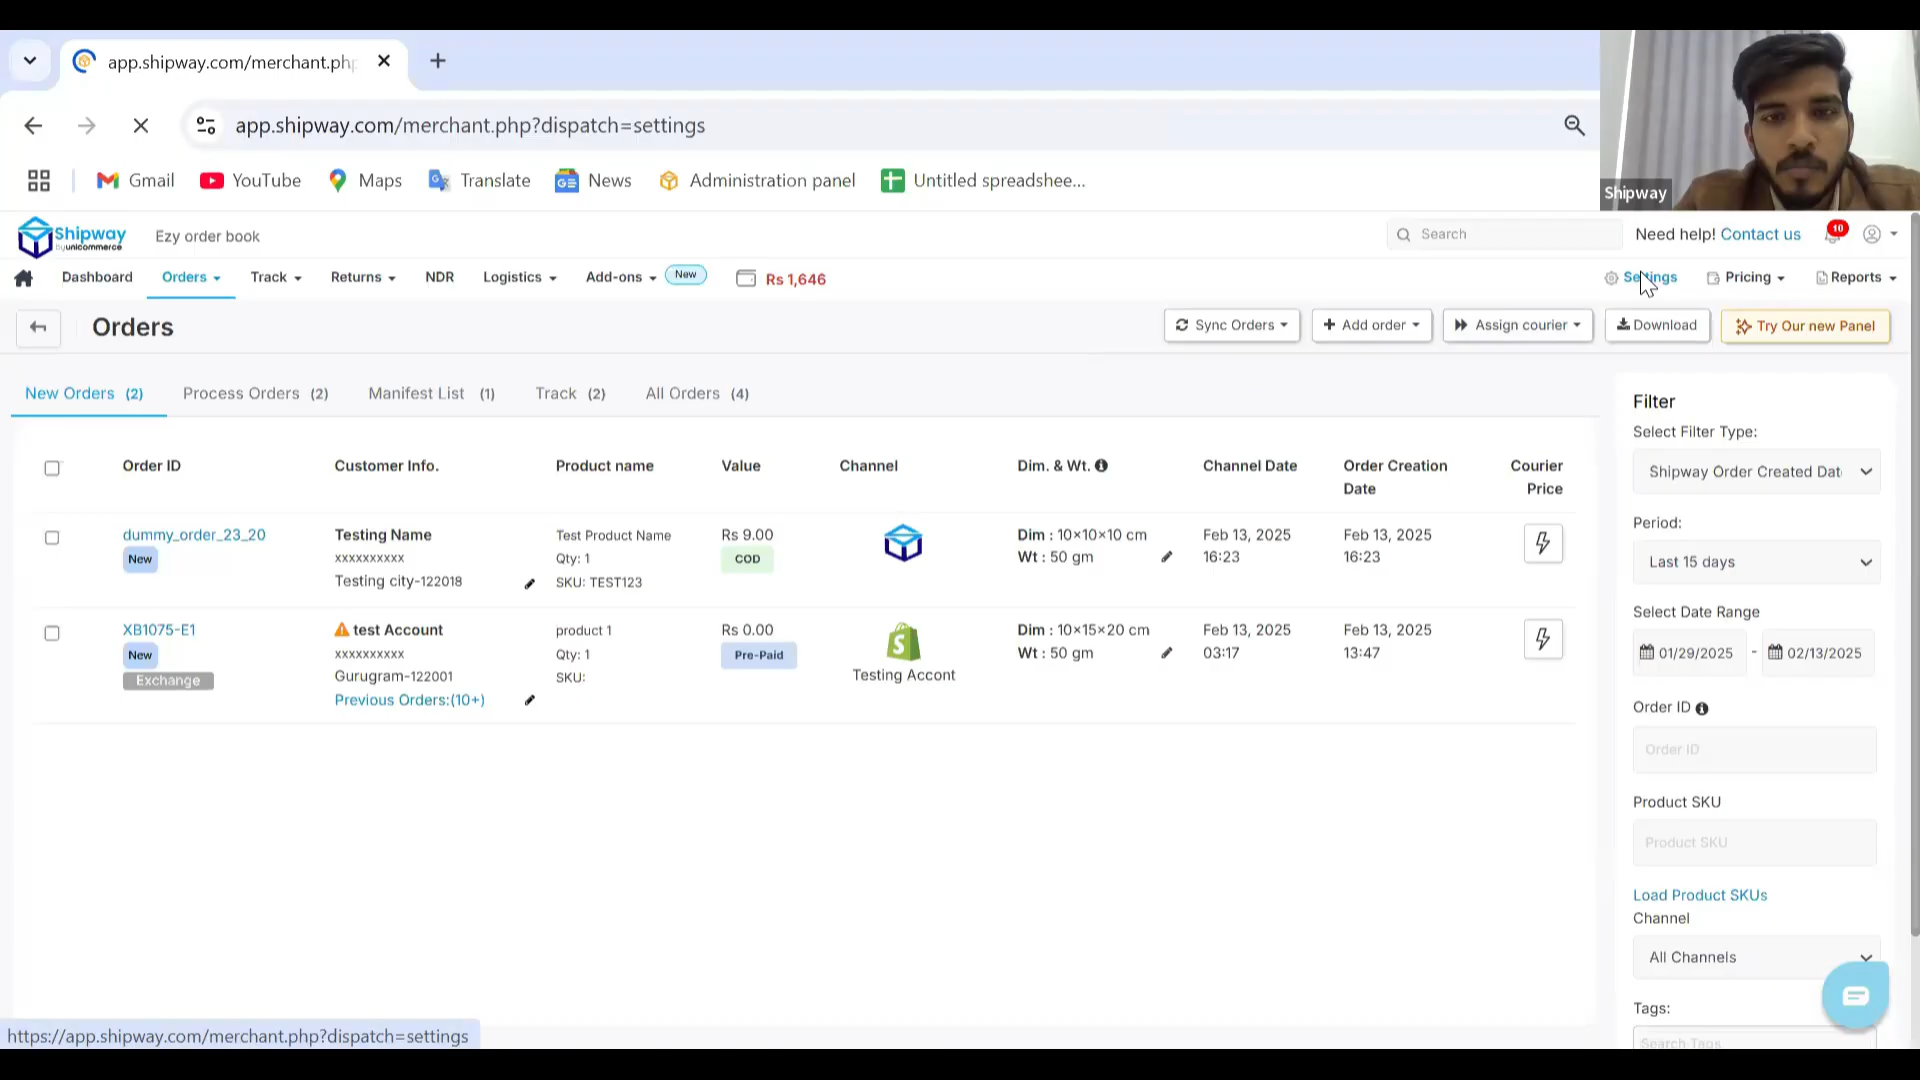 app.shipway.com/merchant.ph
app.shipway.com/merchant.php?dispatch=settings
Gmail
YouTube
Maps
Translate
News
Administration panel
Untitled spreadshee...
Shipway
Shipway
by unicommerce
Ezy order book
Search
Need help! Contact us
10
Dashboard
Orders
Track
Returns
NDR
Logistics
Add-ons
New
Rs 1,646
Settings
Pricing
Reports
Orders
Sync Orders
Add order
Assign courier
Download
Try Our new Panel
New Orders (2)
Process Orders (2)
Manifest List (1)
Track (2)
All Orders (4)
Order ID
Customer Info.
Product name
Value
Channel
Dim. & Wt.
Channel Date
Order Creation
Date
Courier
Price
dummy_order_23_20
New
Testing Name
xxxxxxxxxx
Testing city-122018
Test Product Name
Qty: 1
SKU: TEST123
Rs 9.00
COD
Dim : 10×10×10 cm
Wt : 50 gm
Feb 13, 2025
16:23
Feb 13, 2025
16:23
XB1075-E1
New
Exchange
test Account
xxxxxxxxxx
Gurugram-122001
Previous Orders:(10+)
product 1
Qty: 1
SKU:
Rs 0.00
Pre-Paid
Testing Accont
Dim : 10×15×20 cm
Wt : 50 gm
Feb 13, 2025
03:17
Feb 13, 2025
13:47
Filter
Select Filter Type:
Shipway Order Created Dat
Period:
Last 15 days
Select Date Range
01/29/2025 - 02/13/2025
Order ID
Order ID
Product SKU
Product SKU
Load Product SKUs
Channel
All Channels
Tags:
Search Tags
https://app.shipway.com/merchant.php?dispatch=settings